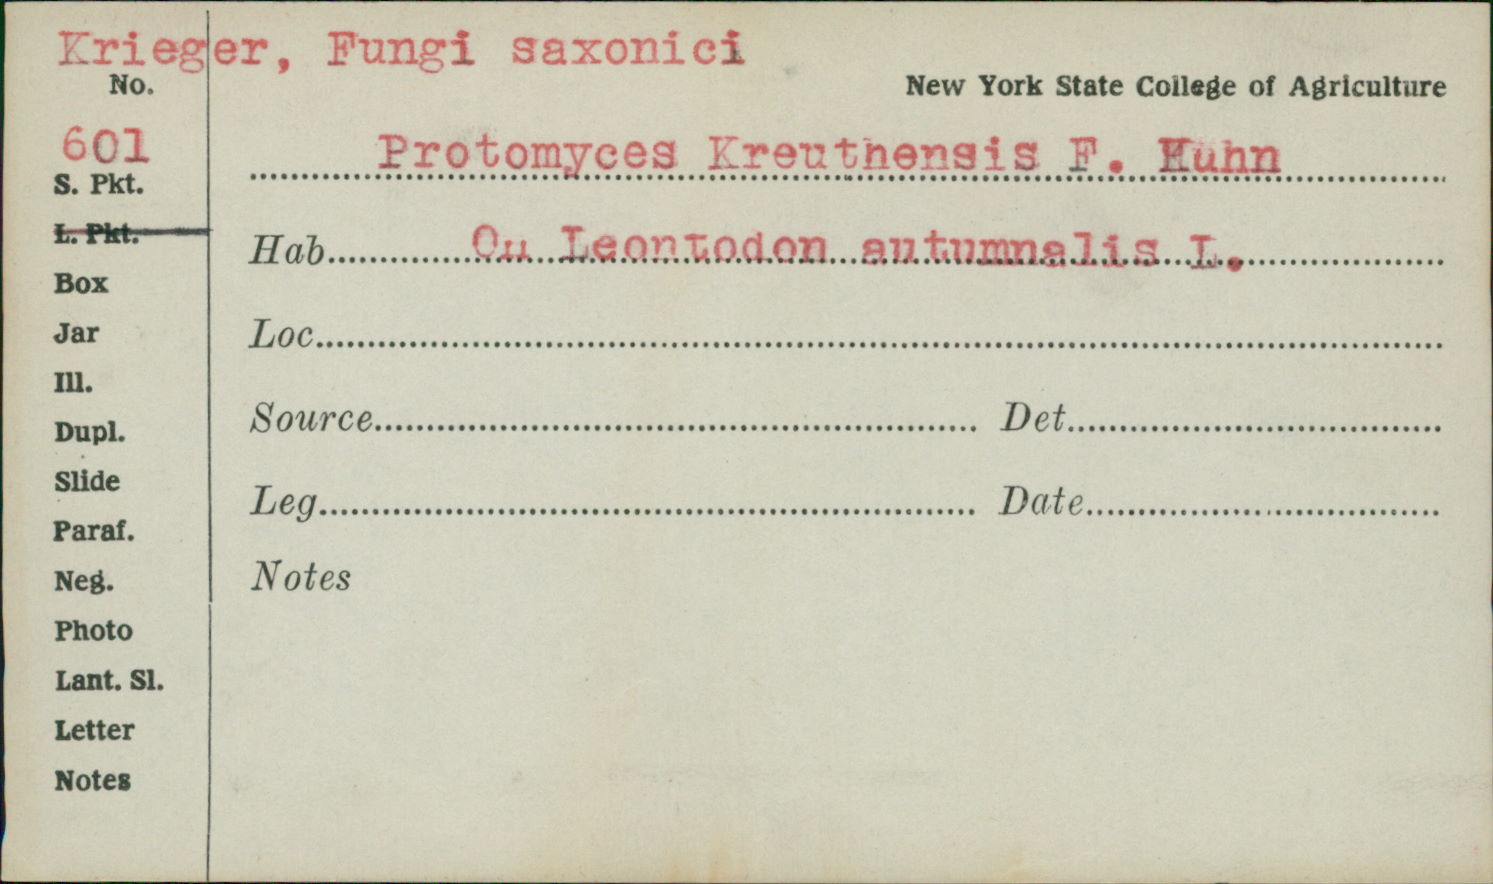 Krieger, Fungi saxonici
No.
New York State College of Agriculture
601
Protomyces Kreuthensis F. Kuhn
S. Pkt.
L. Pkt.
Hab. On Leontodon autumnalis L.
Box
Jar
Loc.
Ill.
Dupl.
Source Det.
Slide
Leg. Date
Paraf.
Neg.
Notes
Photo
Lant. Sl.
Letter
Notes